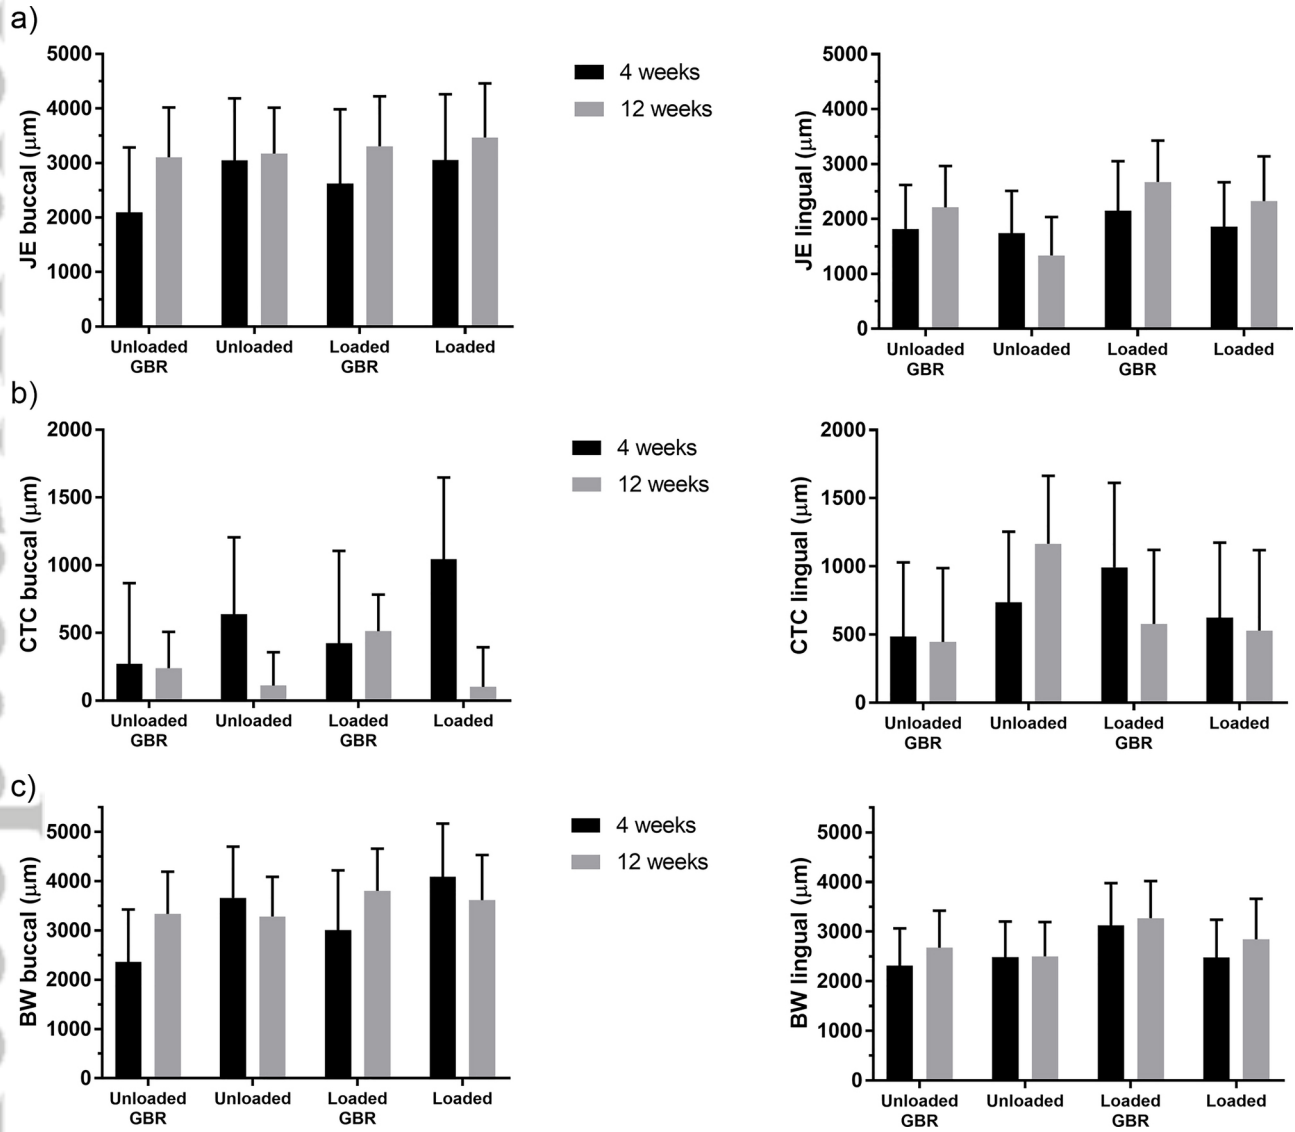 a)
JE buccal (μm)
5000
4000
3000
2000
1000
0
Unloaded GBR
Unloaded
Loaded GBR
Loaded
4 weeks
12 weeks
JE lingual (μm)
5000
4000
3000
2000
1000
0
Unloaded GBR
Unloaded
Loaded GBR
Loaded
b)
CTC buccal (μm)
2000
1500
1000
500
0
Unloaded GBR
Unloaded
Loaded GBR
Loaded
4 weeks
12 weeks
CTC lingual (μm)
2000
1500
1000
500
0
Unloaded GBR
Unloaded
Loaded GBR
Loaded
c)
BW buccal (μm)
5000
4000
3000
2000
1000
0
Unloaded GBR
Unloaded
Loaded GBR
Loaded
4 weeks
12 weeks
BW lingual (μm)
5000
4000
3000
2000
1000
0
Unloaded GBR
Unloaded
Loaded GBR
Loaded